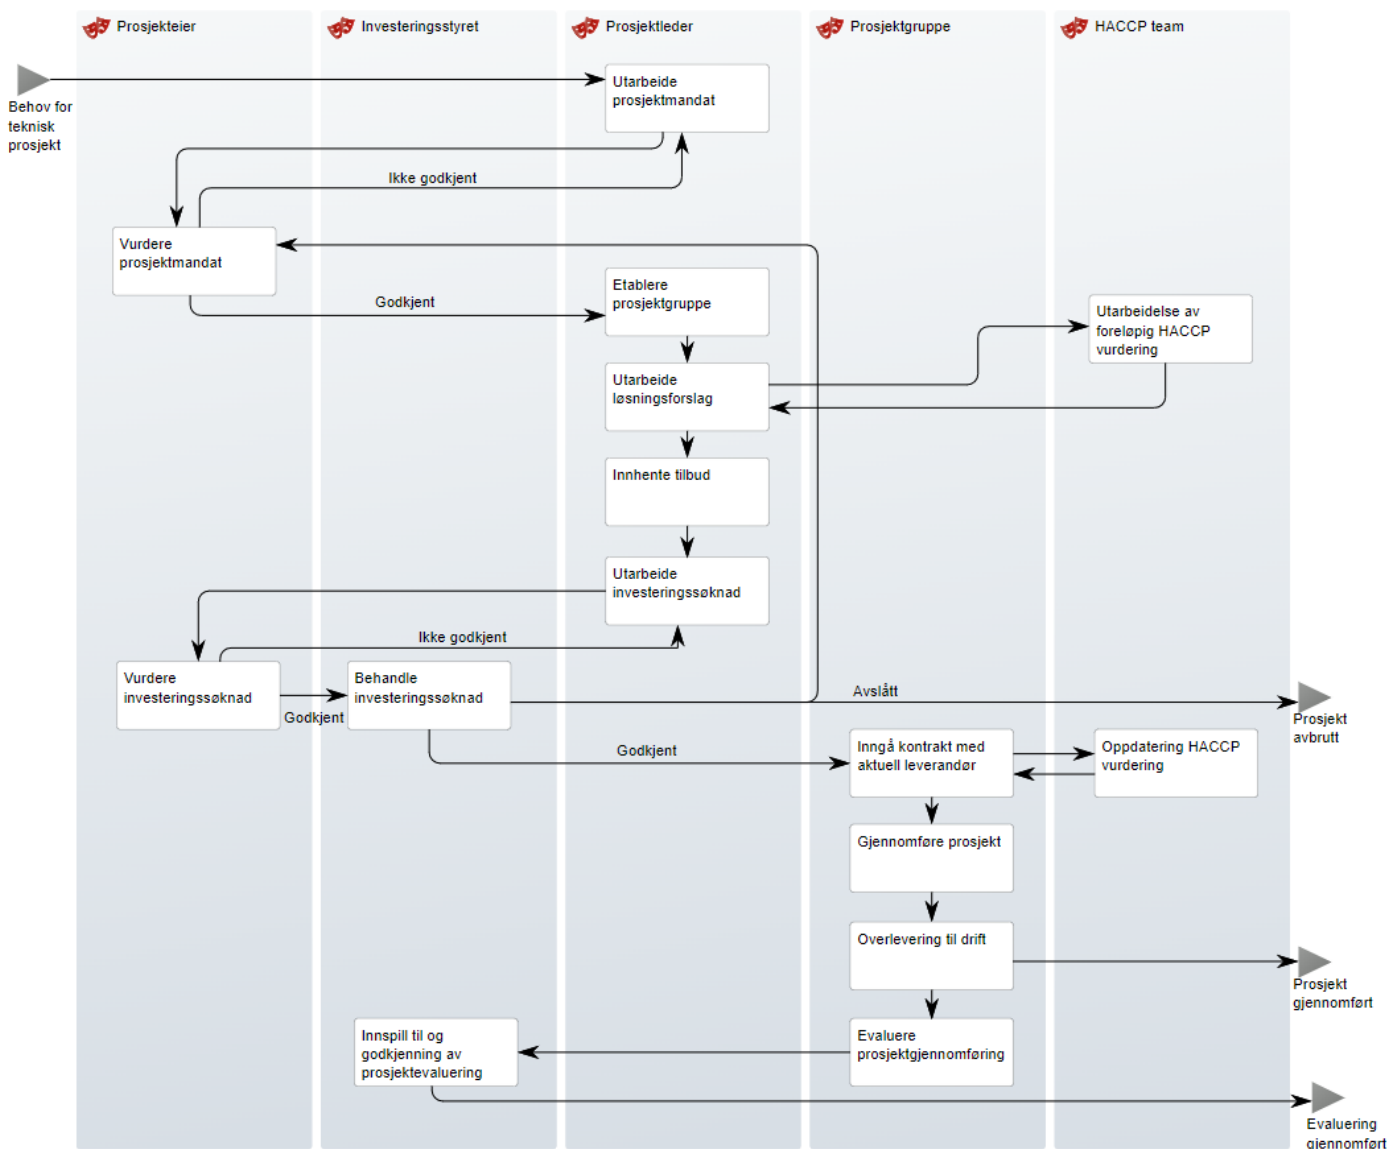 Prosjekteier
Investeringsstyret
Prosjektleder
Prosjektgruppe
HACCP team
Behov for
teknisk
prosjekt
Utarbeide
prosjektmandat
Ikke godkjent
Vurdere
prosjektmandat
Godkjent
Etablere
prosjektgruppe
Utarbeidelse av
foreløpig HACCP
vurdering
Utarbeide
løsningsforslag
Innhente tilbud
Utarbeide
investeringssøknad
Ikke godkjent
Vurdere
investeringssøknad
Godkjent
Behandle
investeringssøknad
Avslått
Prosjekt
avbrutt
Godkjent
Inngå kontrakt med
aktuell leverandør
Oppdatering HACCP
vurdering
Gjennomføre prosjekt
Overlevering til drift
Prosjekt
gjennomført
Evaluere
prosjektgjennomføring
Innspill til og
godkjenning av
prosjektevaluering
Evaluering
gjennomført